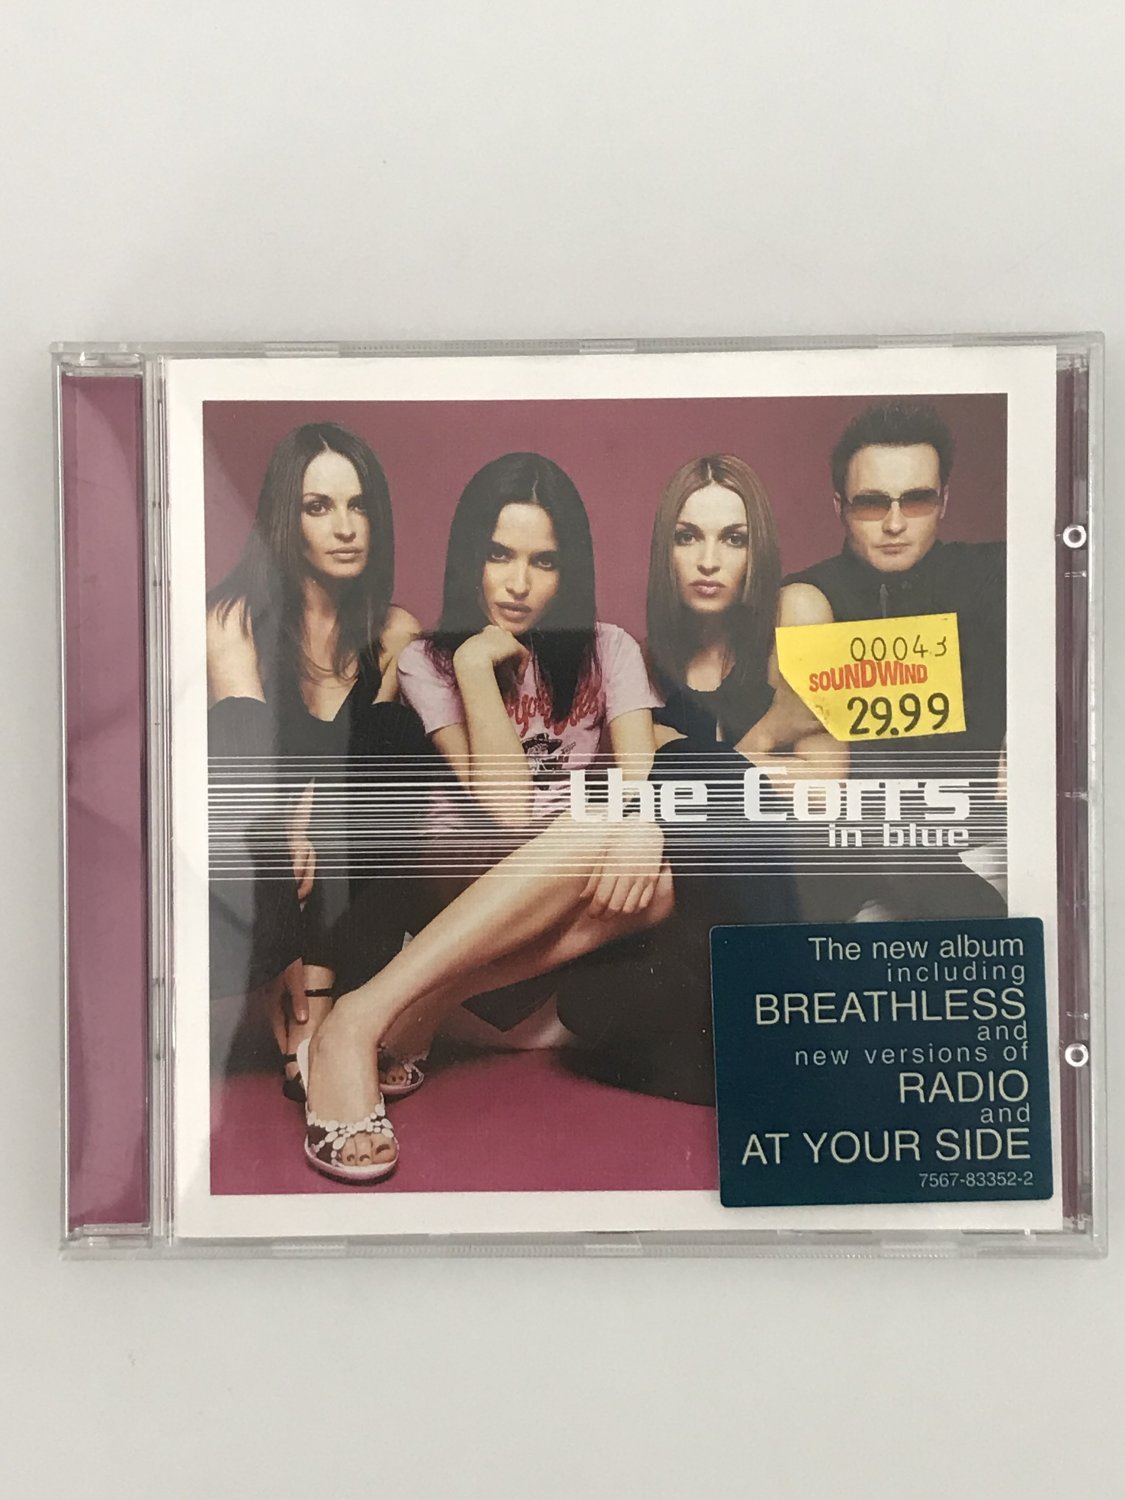 00043
SOUNDWIND
29.99
the Corrs
in blue
The new album
including
BREATHLESS
and
new versions of
RADIO
and
AT YOUR SIDE
7567-83352-2